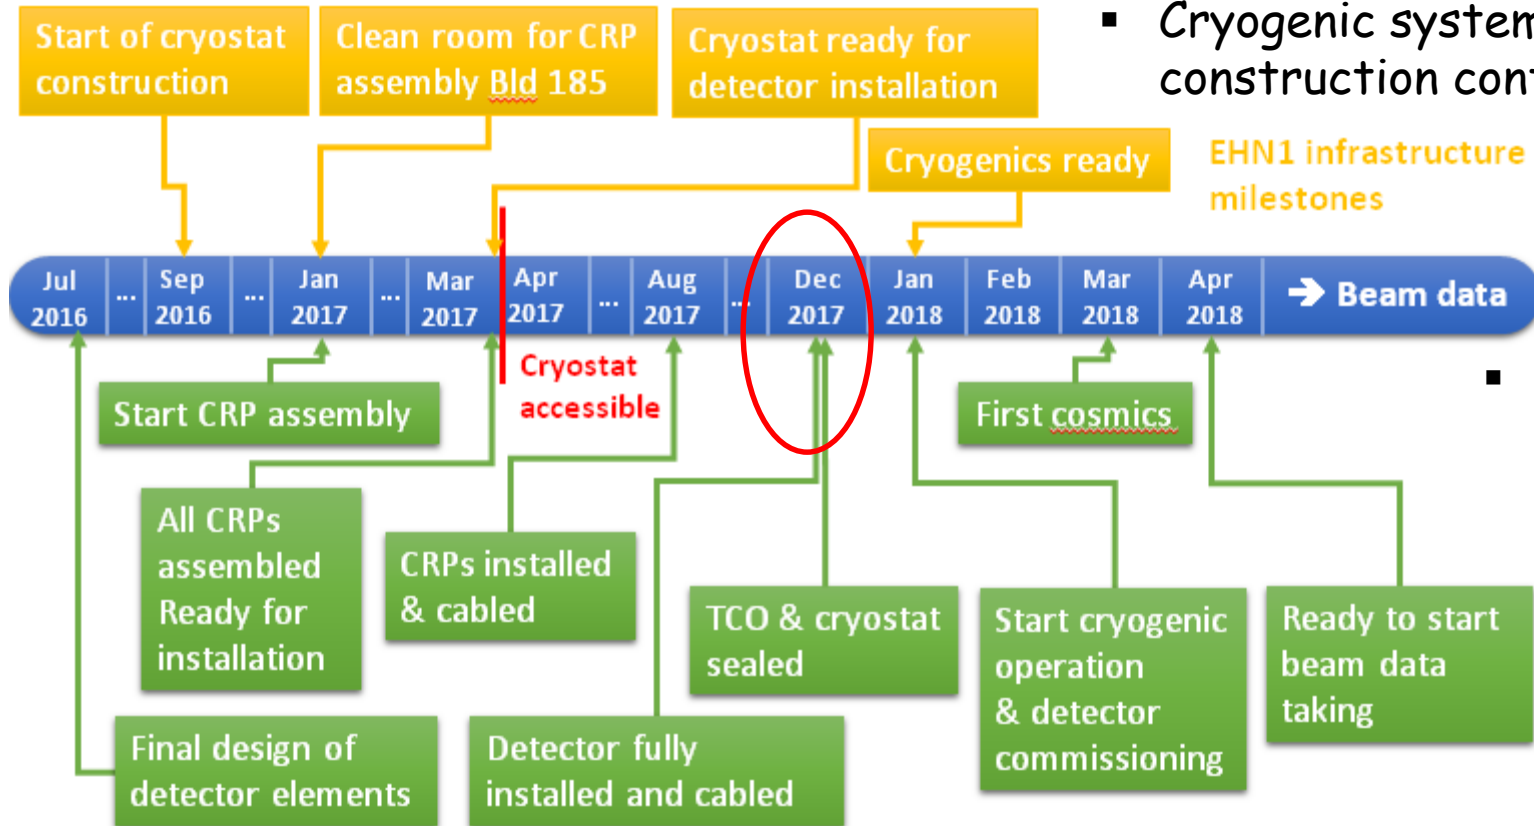 Start of cryostat
construction
Clean room for CRP
assembly Bld 185
Cryostat ready for
detector installation
▪ Cryogenic system
construction
Cryogenics ready
EHN1 infrastructure
milestones
Jul
2016
...
Sep
2016
...
Jan
2017
...
Mar
2017
Apr
2017
...
Aug
2017
...
Dec
2017
Jan
2018
Feb
2018
Mar
2018
Apr
2018
➔ Beam data
Cryostat
accessible
▪
Start CRP assembly
First cosmics
All CRPs
assembled
Ready for
installation
CRPs installed
& cabled
TCO & cryostat
sealed
Start cryogenic
operation
& detector
commissioning
Ready to start
beam data
taking
Final design of
detector elements
Detector fully
installed and cabled